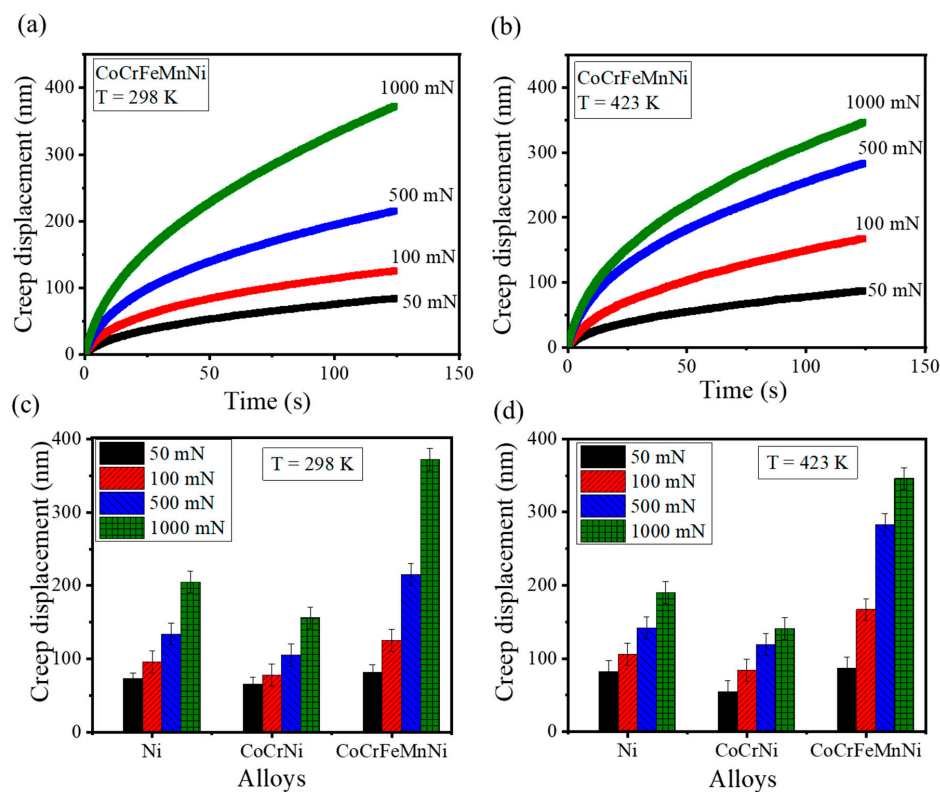 (a)
Creep displacement (nm)
400
300
200
100
0
CoCrFeMnNi
T = 298 K
1000 mN
500 mN
100 mN
50 mN
0
50
100
150
Time (s)
(b)
Creep displacement (nm)
400
300
200
100
0
CoCrFeMnNi
T = 423 K
1000 mN
500 mN
100 mN
50 mN
0
50
100
150
Time (s)
(c)
Creep displacement (nm)
400
300
200
100
0
50 mN
100 mN
500 mN
1000 mN
T = 298 K
Ni
CoCrNi
CoCrFeMnNi
Alloys
(d)
Creep displacement (nm)
400
300
200
100
0
50 mN
100 mN
500 mN
1000 mN
T = 423 K
Ni
CoCrNi
CoCrFeMnNi
Alloys